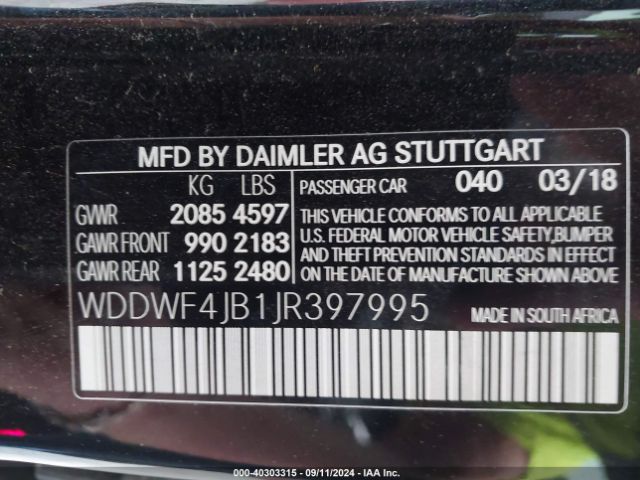 MFD BY DAIMLER AG STUTTGART
KG LBS
GVWR 2085 4597
GAWR FRONT 990 2183
GAWR REAR 1125 2480
PASSENGER CAR 040 03/18
THIS VEHICLE CONFORMS TO ALL APPLICABLE
U.S. FEDERAL MOTOR VEHICLE SAFETY,BUMPER
AND THEFT PREVENTION STANDARDS IN EFFECT
ON THE DATE OF MANUFACTURE SHOWN ABOVE.
WDDWF4JB1JR397995
MADE IN SOUTH AFRICA
000-40303315 - 09/11/2024 - IAA Inc.